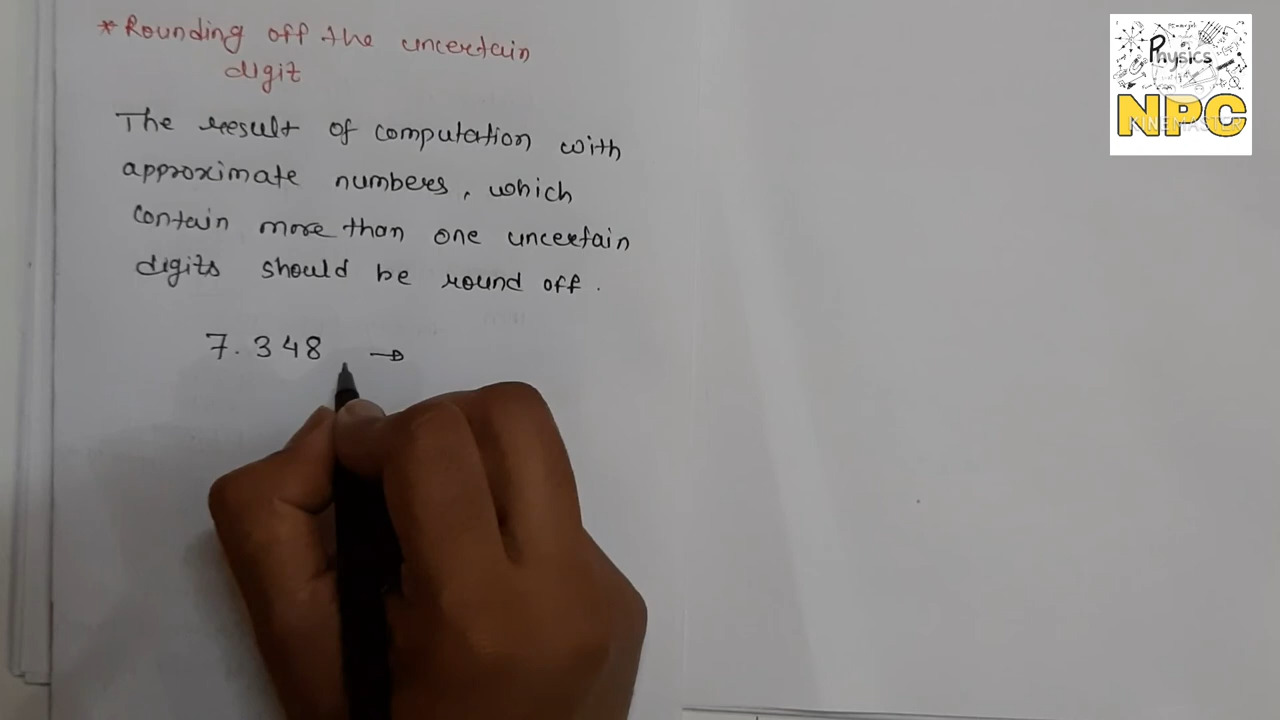 * Rounding off the uncertain
digit
The result of computation with
approximate numbers, which
contain more than one uncertain
digits should be round off.
7.348 →
Physics
NPC
KINEMASTER